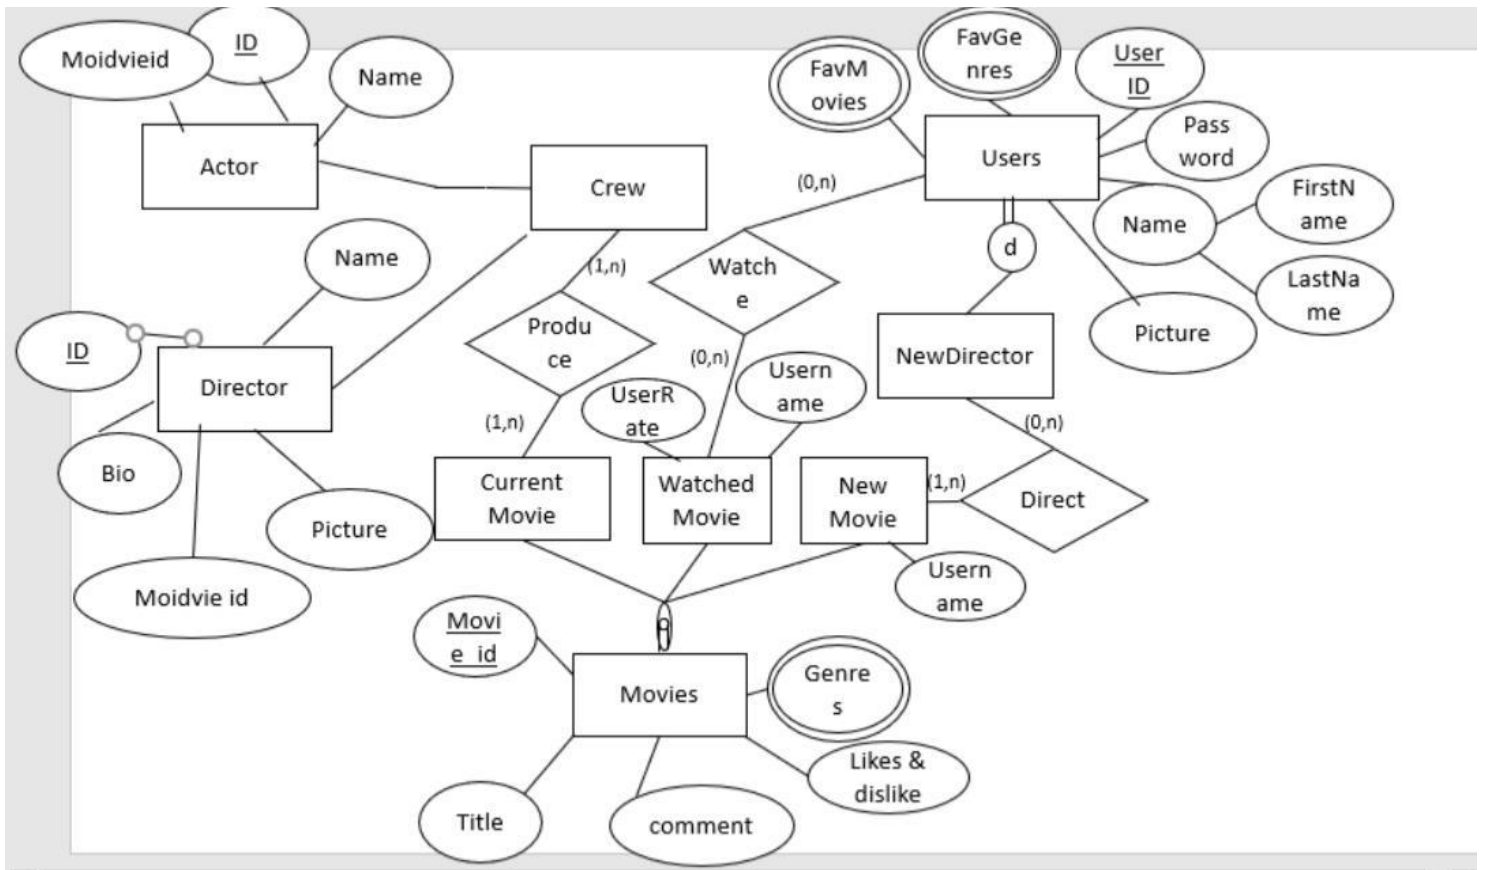 Moidvieid
ID
Name
Actor
Crew
FavM
ovies
FavGe
nres
User
ID
Pass
word
Users
FirstN
ame
Name
LastNa
me
Picture
(0,n)
d
Name
(1,n)
Watch
e
Produ
ce
NewDirector
ID
Director
(0,n)
Usern
ame
UserR
ate
(1,n)
(0,n)
Bio
Picture
Current
Movie
Watched
Movie
New
Movie
(1,n)
Direct
Moidvie id
Usern
ame
Movi
e_id
Movies
Genre
s
Likes &
dislike
Title
comment